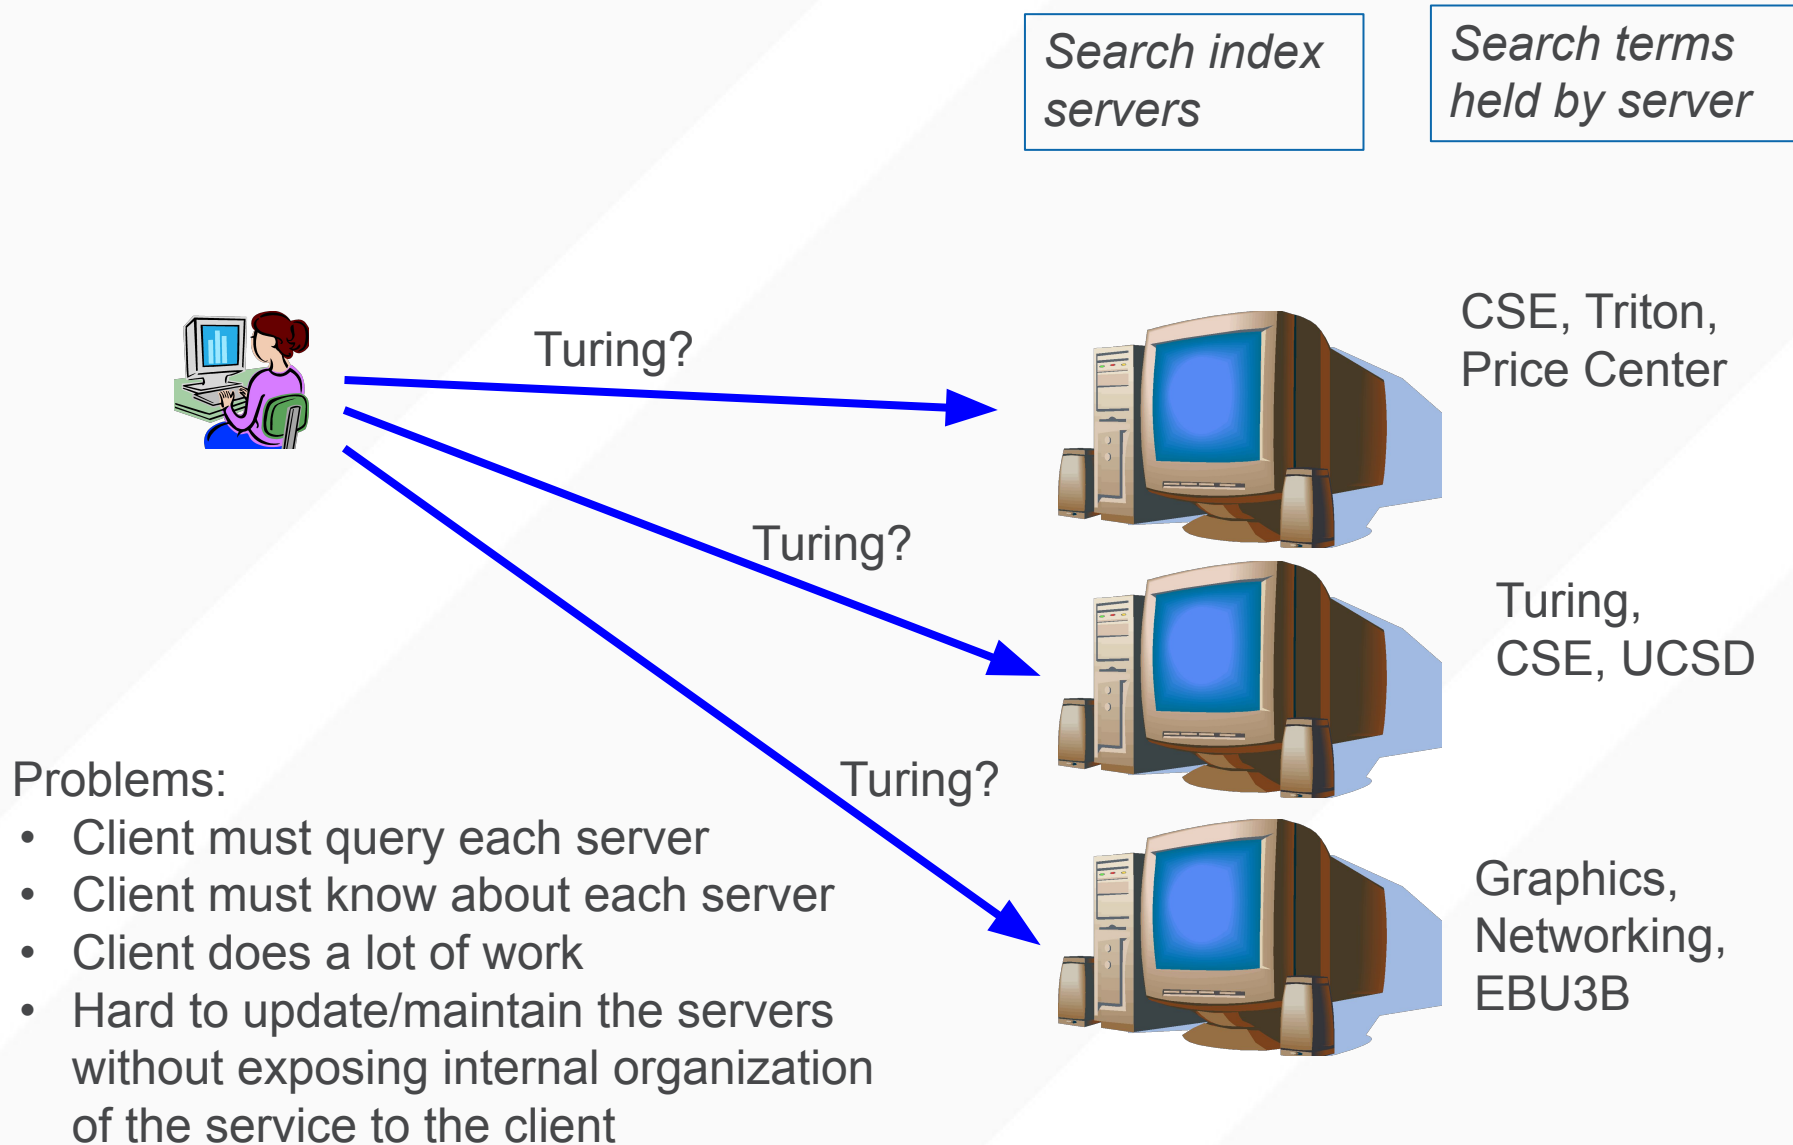 Search index
servers
Search terms
held by server
Turing?
CSE, Triton,
Price Center
Turing?
Turing,
CSE, UCSD
Turing?
Graphics,
Networking,
EBU3B
Problems:
• Client must query each server
• Client must know about each server
• Client does a lot of work
• Hard to update/maintain the servers
without exposing internal organization
of the service to the client